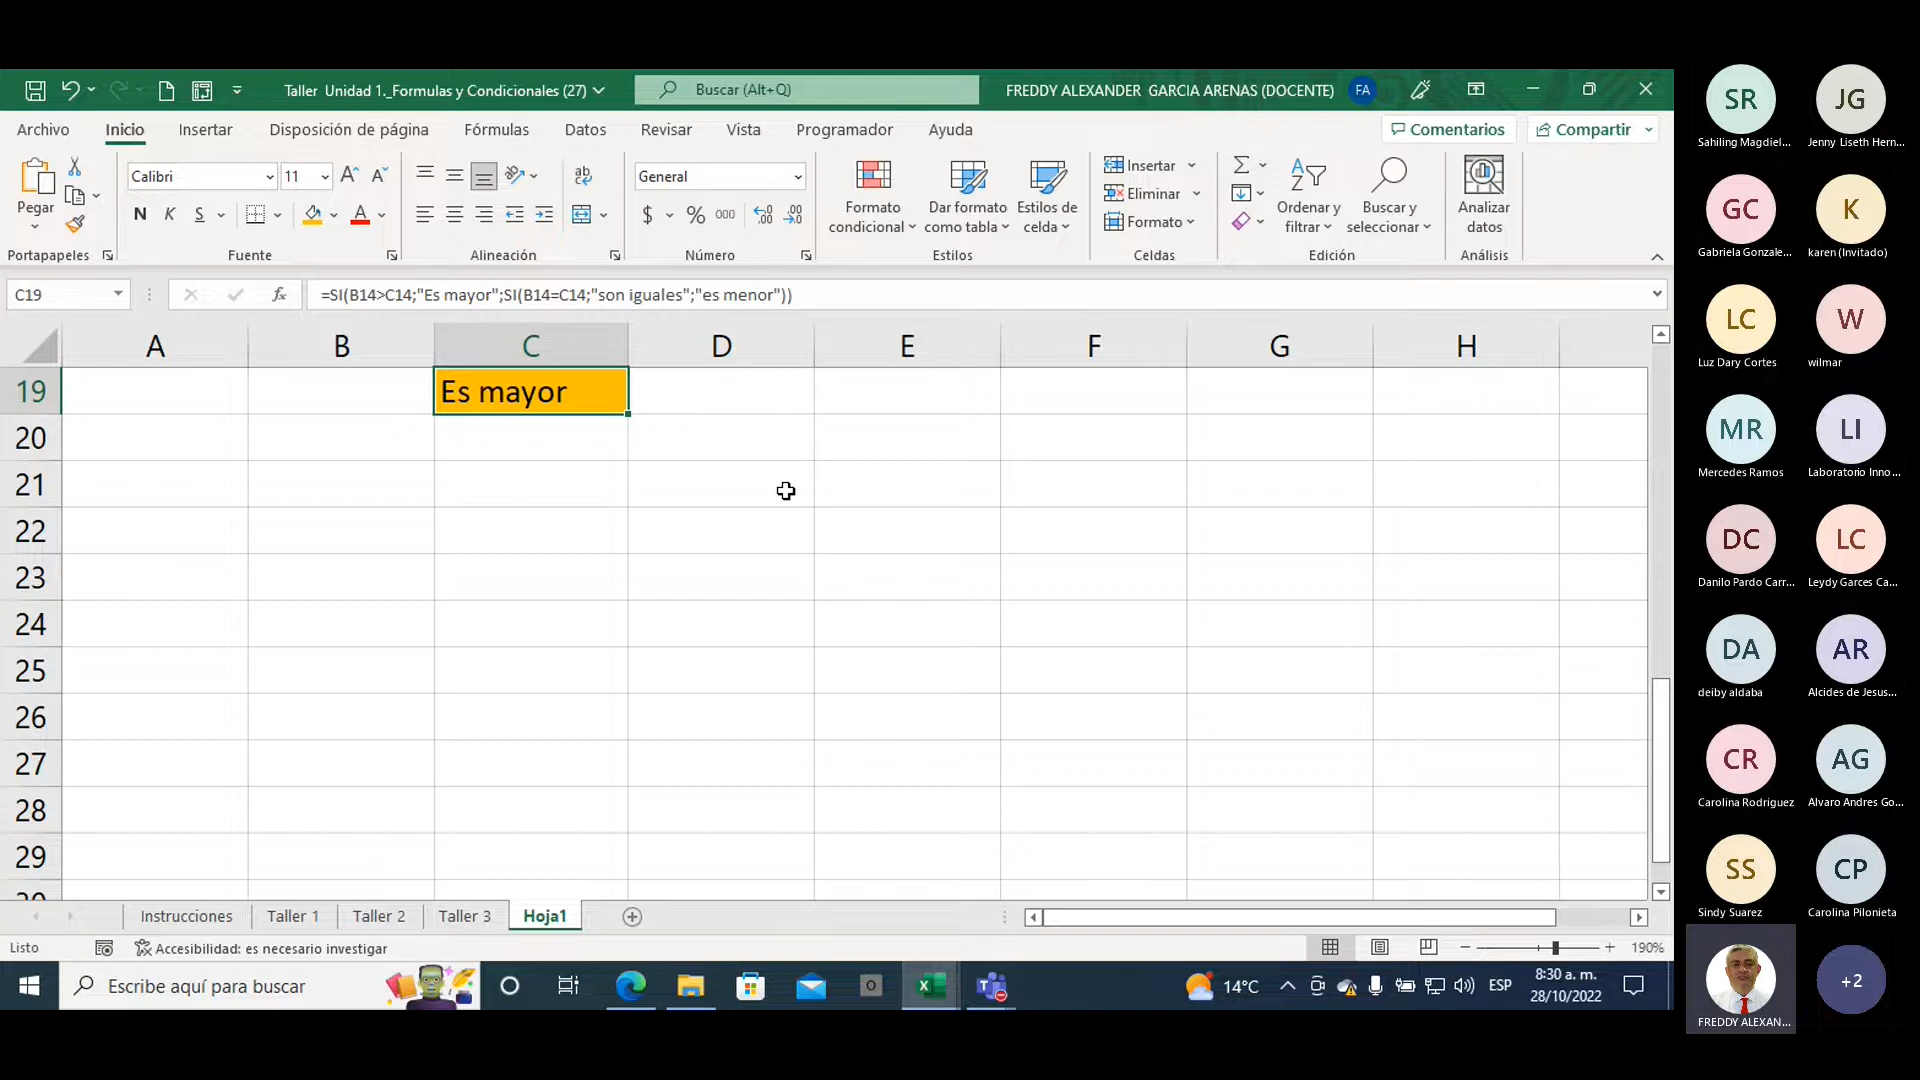 Taller Unidad 1._Formulas y Condicionales (27)
Buscar (Alt+Q)
FREDDY ALEXANDER GARCIA ARENAS (DOCENTE)
FA
Archivo
Inicio
Insertar
Disposición de página
Fórmulas
Datos
Revisar
Vista
Programador
Ayuda
Comentarios
Compartir
Pegar
Portapapeles
Calibri
11
N K S
Fuente
Alineación
General
$ % 000
Número
Formato condicional
Dar formato como tabla
Estilos de celda
Estilos
Insertar
Eliminar
Formato
Celdas
Ordenar y filtrar
Buscar y seleccionar
Edición
Analizar datos
Análisis
C19
fx
=SI(B14>C14;"Es mayor";SI(B14=C14;"son iguales";"es menor"))
A B C D E F G H
19 Es mayor
20
21
22
23
24
25
26
27
28
29
Instrucciones
Taller 1
Taller 2
Taller 3
Hoja1
Listo
Accesibilidad: es necesario investigar
190%
Escribe aquí para buscar
14°C
ESP
8:30 a. m.
28/10/2022
SR
Sahiling Magdiel...
JG
Jenny Liseth Hern...
GC
Gabriela Gonzale...
K
karen (Invitado)
LC
Luz Dary Cortes
W
wilmar
MR
Mercedes Ramos
LI
Laboratorio Inno...
DC
Danilo Pardo Carr...
LC
Leydy Garces Ca...
DA
deiby aldaba
AR
Alcides de Jesus...
CR
Carolina Rodriguez
AG
Alvaro Andres Go...
SS
Sindy Suarez
CP
Carolina Pilonieta
FREDDY ALEXAN...
+2